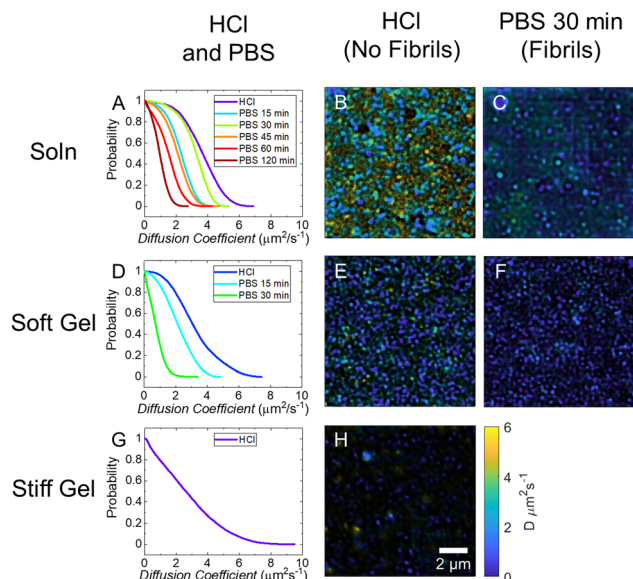 HCl
and PBS
HCl
(No Fibrils)
PBS 30 min
(Fibrils)
Soln
A
Probability
1
0.8
0.6
0.4
0.2
0
HCl
PBS 15 min
PBS 30 min
PBS 45 min
PBS 60 min
PBS 120 min
0 2 4 6 8 10
Diffusion Coefficient (μm²/s⁻¹)
B
C
Soft Gel
D
Probability
1
0.8
0.6
0.4
0.2
0
HCl
PBS 15 min
PBS 30 min
0 2 4 6 8 10
Diffusion Coefficient (μm²/s⁻¹)
E
F
Stiff Gel
G
Probability
1
0.8
0.6
0.4
0.2
0
HCl
0 2 4 6 8 10
Diffusion Coefficient (μm²/s⁻¹)
H
2 μm
6
4
2
0
D μm²s⁻¹